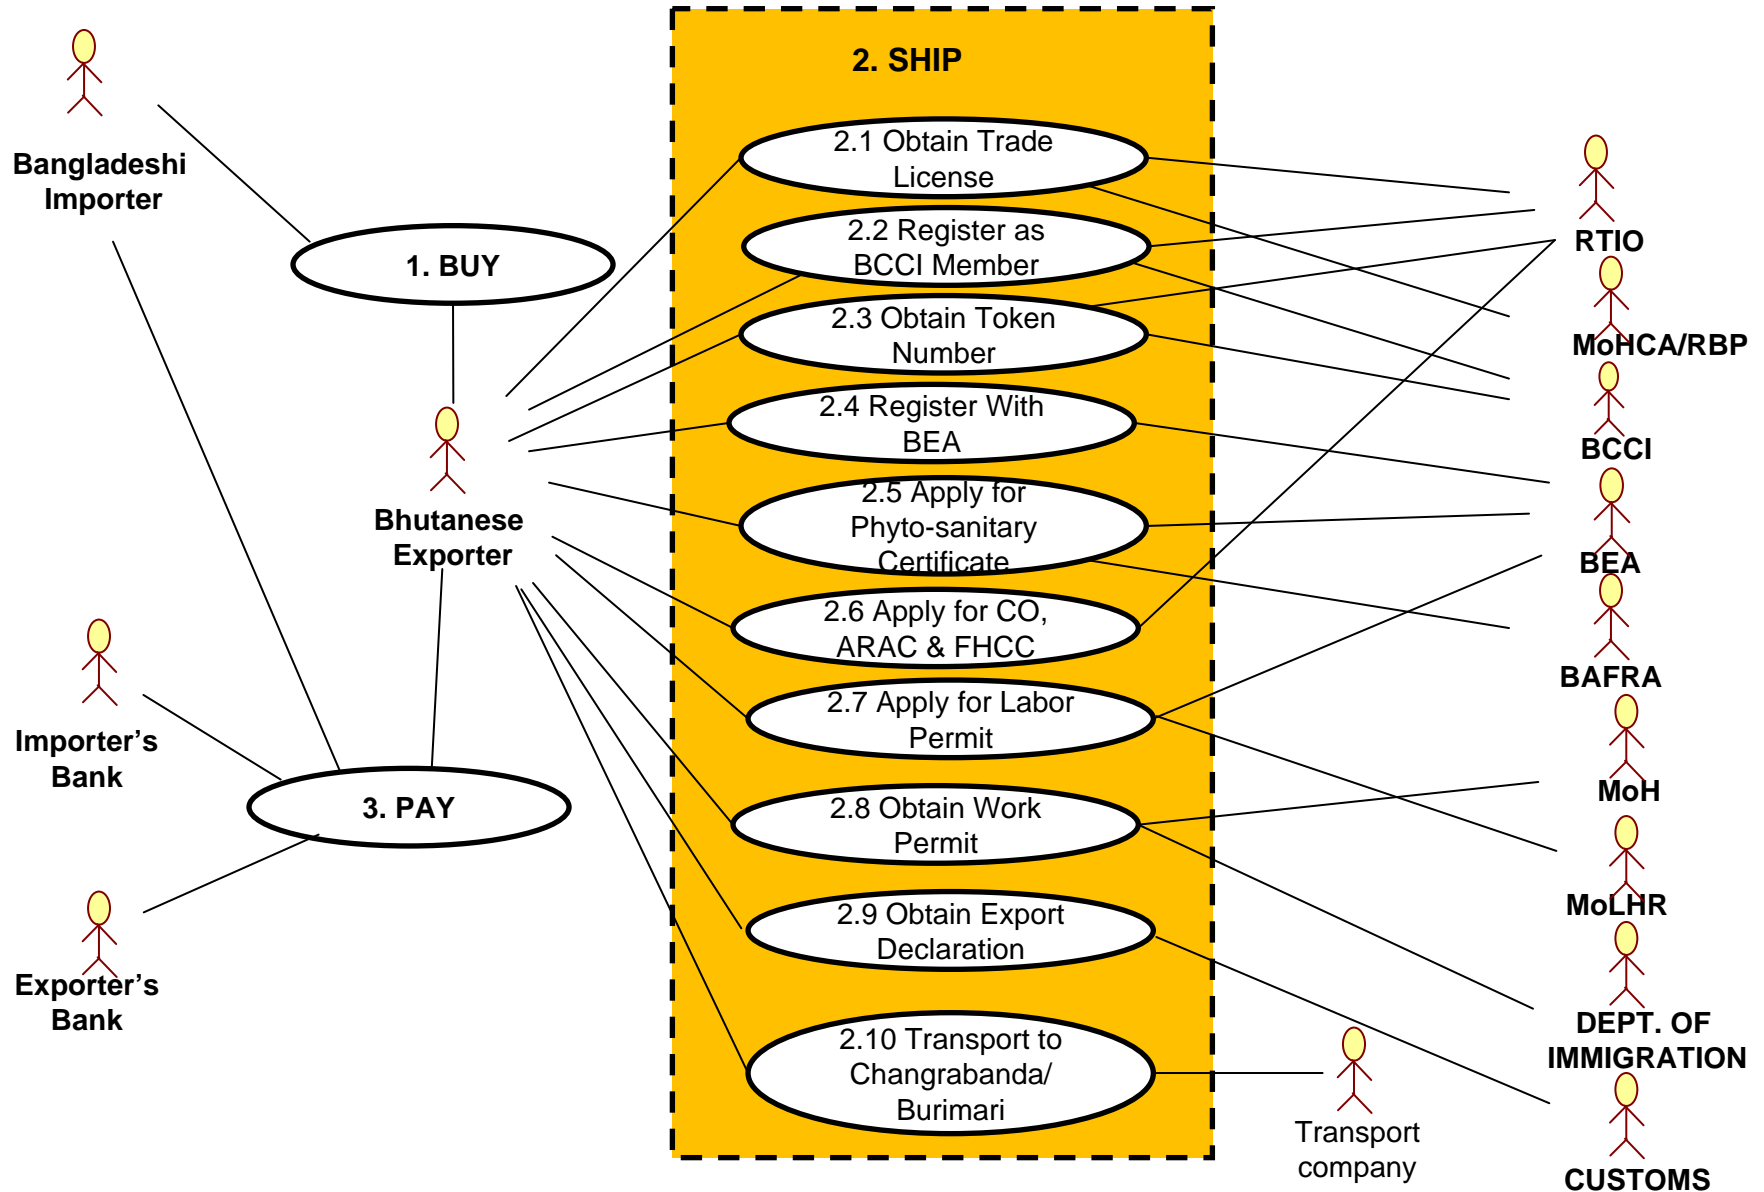 2. SHIP
Bangladeshi
Importer
1. BUY
Bhutanese
Exporter
Importer's
Bank
3. PAY
Exporter's
Bank
2.1 Obtain Trade
License
2.2 Register as
BCCI Member
2.3 Obtain Token
Number
2.4 Register With
BEA
2.5 Apply for
Phyto-sanitary
Certificate
2.6 Apply for CO,
ARAC & FHCC
2.7 Apply for Labor
Permit
2.8 Obtain Work
Permit
2.9 Obtain Export
Declaration
2.10 Transport to
Changrabanda/
Burimari
RTIO
MoHCA/RBP
BCCI
BEA
BAFRA
MoH
MoLHR
DEPT. OF
IMMIGRATION
Transport
company
CUSTOMS